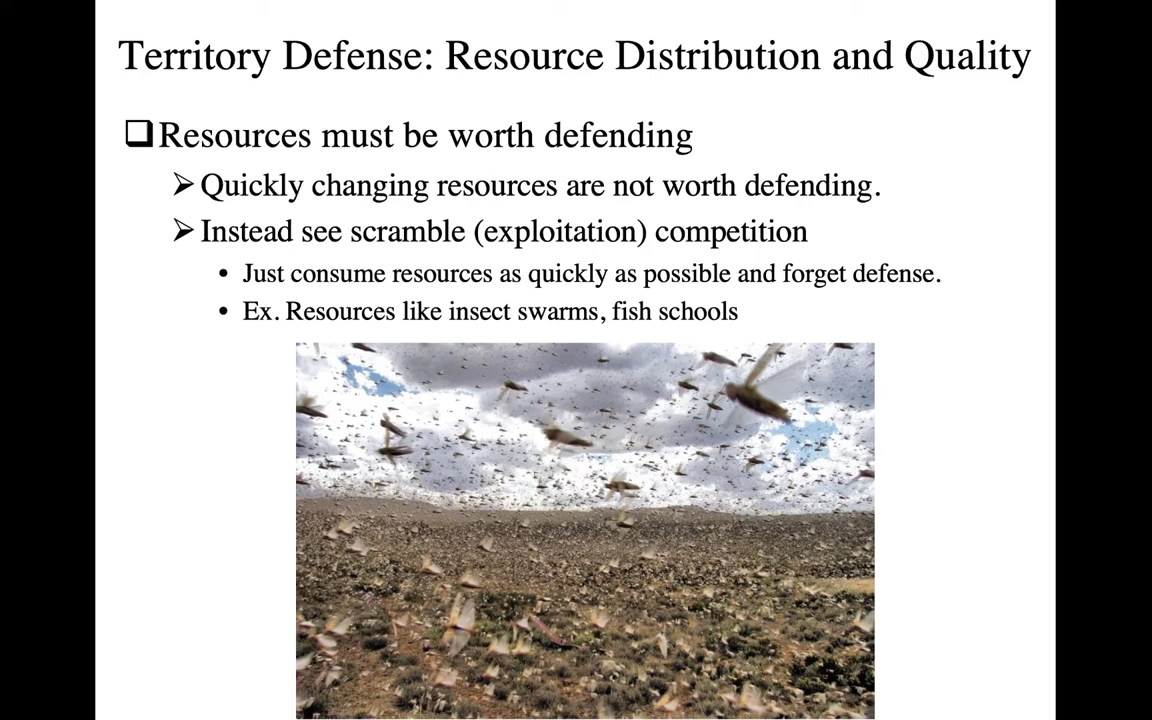 Territory Defense: Resource Distribution and Quality
Resources must be worth defending
Quickly changing resources are not worth defending.
Instead see scramble (exploitation) competition
Just consume resources as quickly as possible and forget defense.
Ex. Resources like insect swarms, fish schools